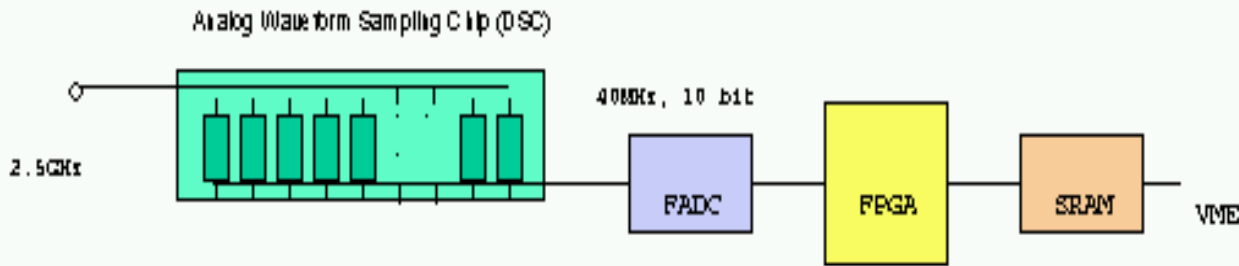 Analog Waveform Sampling Chip (DSC)
40MHz, 10 bit
2.5GHz
FADC
FPGA
SRAM
VME